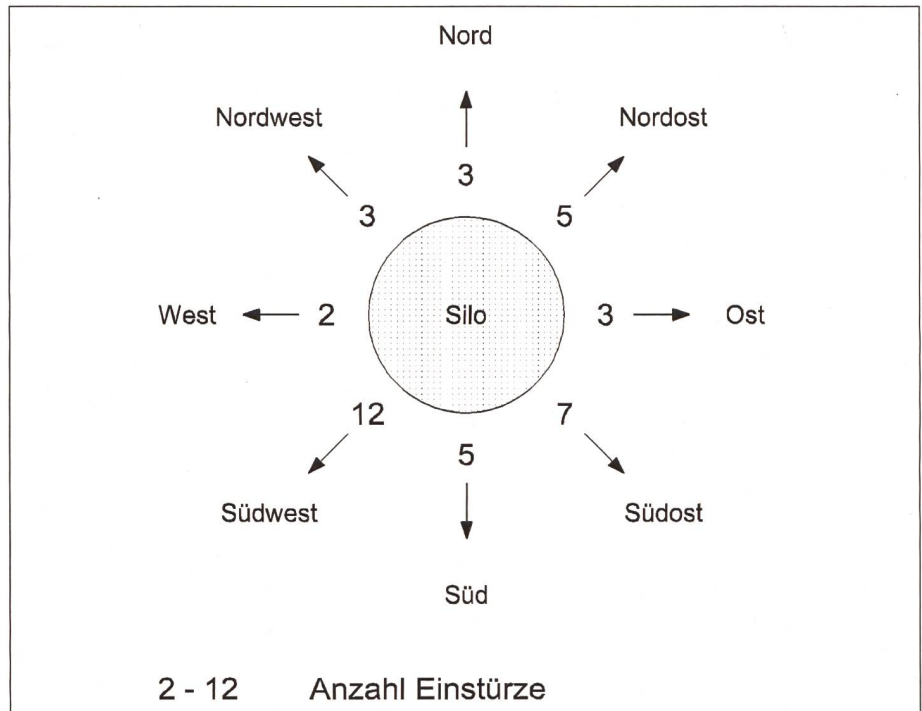 Nord
Nordwest
Nordost
3
3
5
West
2
Silo
3
Ost
12
7
5
Südwest
Südost
Süd
2 - 12 Anzahl Einstürze